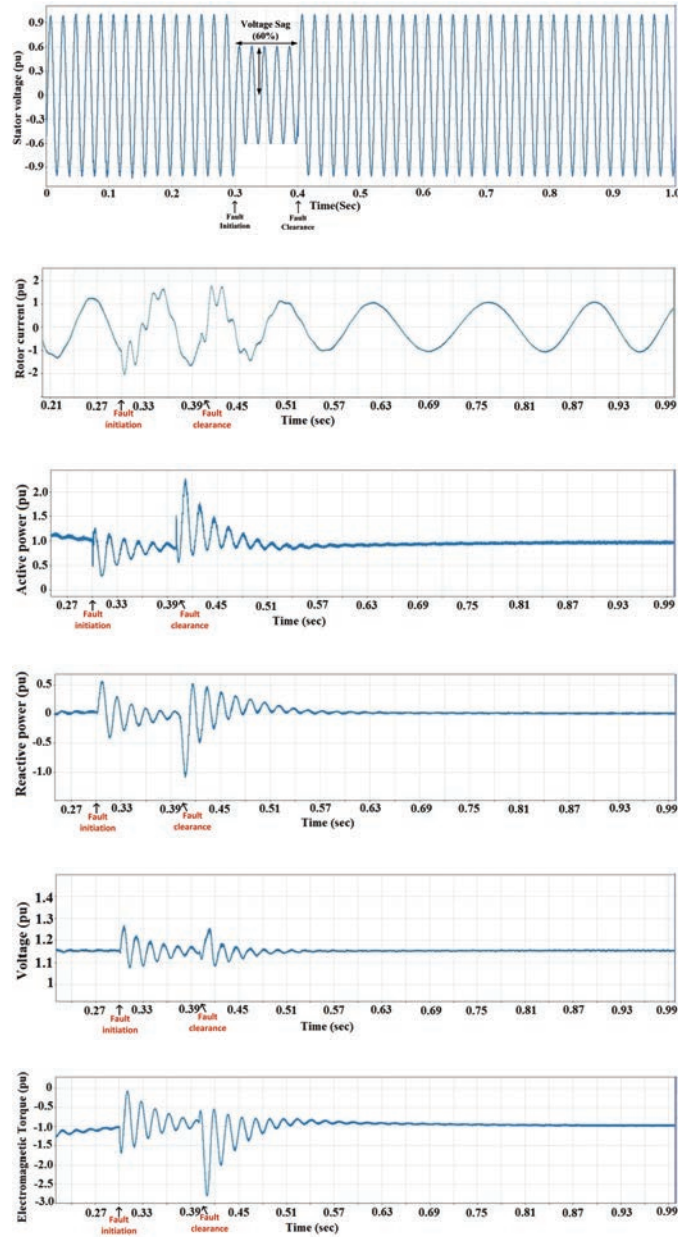 Stator voltage (pu)
0.9
0.6
0.3
0
-0.3
-0.6
-0.9
Voltage Sag
(60%)
0 0.1 0.2 0.3 0.4 0.5 0.6 0.7 0.8 0.9 1.0
Time(Sec)
Fault
Initiation
Fault
Clearance
Rotor current (pu)
2
1
0
-1
-2
0.21 0.27 0.33 0.39 0.45 0.51 0.57 0.63 0.69 0.75 0.82 0.87 0.93 0.99
Fault
initiation
Fault
clearance
Time (sec)
Active power (pu)
2.0
1.5
1.0
0.5
0
0.27 0.33 0.39 0.45 0.51 0.57 0.63 0.69 0.75 0.81 0.87 0.93 0.99
Fault
initiation
Fault
clearance
Time (sec)
Reactive power (pu)
0.5
0
-0.5
-1.0
0.27 0.33 0.39 0.45 0.51 0.57 0.63 0.69 0.75 0.81 0.87 0.93 0.99
Fault
initiation
Fault
clearance
Time (sec)
Voltage (pu)
1.4
1.3
1.2
1.1
1
0.27 0.33 0.39 0.45 0.51 0.57 0.63 0.69 0.75 0.81 0.87 0.93 0.99
Fault
initiation
Fault
clearance
Time (sec)
Electromagnetic Torque (pu)
0
-0.5
-1.0
-1.5
-2.0
-2.5
-3.0
0.27 0.33 0.39 0.45 0.51 0.57 0.63 0.69 0.75 0.81 0.87 0.93 0.99
Fault
initiation
Fault
clearance
Time (sec)